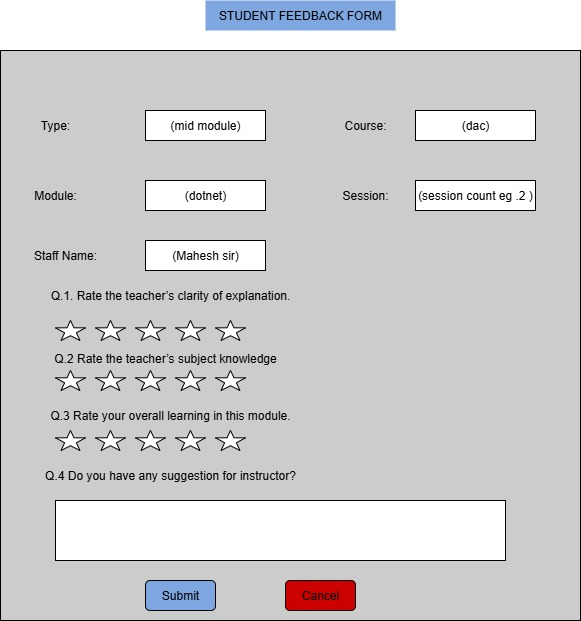 STUDENT FEEDBACK FORM
Type: (mid module) Course: (dac)
Module: (dotnet) Session: (session count eg .2 )
Staff Name: (Mahesh sir)
Q.1. Rate the teacher's clarity of explanation.
Q.2 Rate the teacher's subject knowledge
Q.3 Rate your overall learning in this module.
Q.4 Do you have any suggestion for instructor?
Submit Cancel